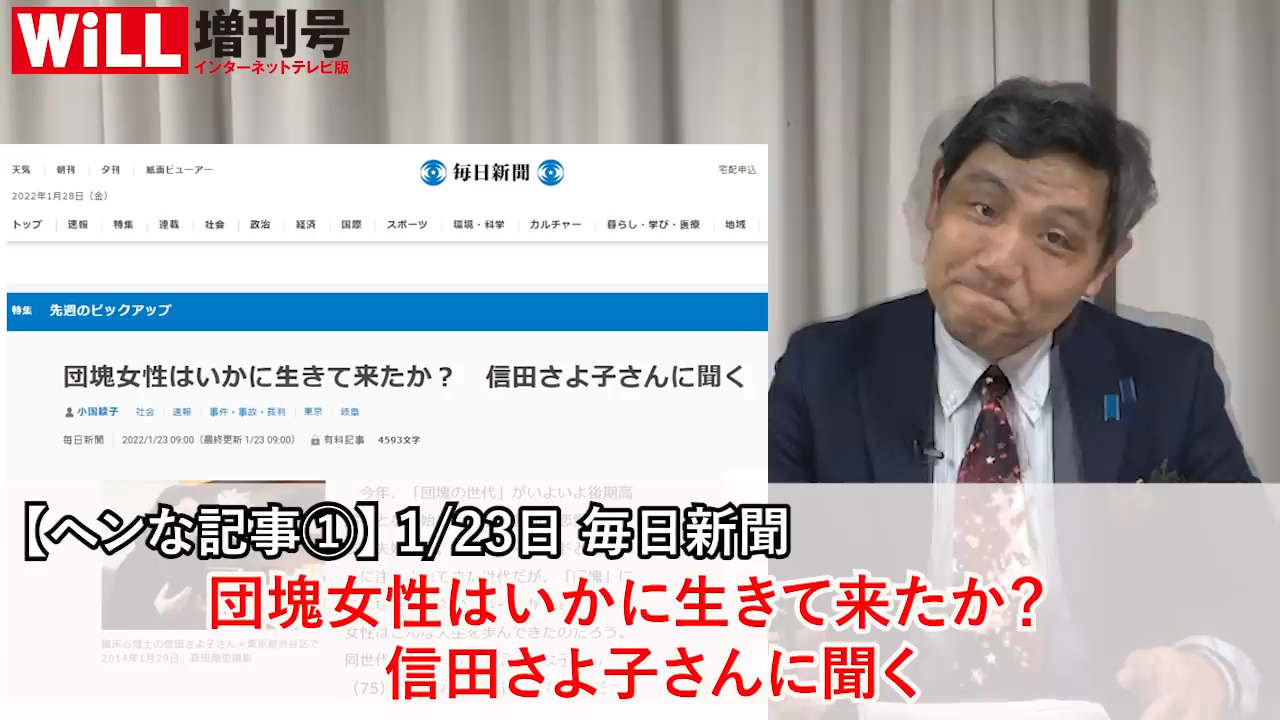 WiLL増刊号
インターネットテレビ版
天気 朝刊 夕刊 紙面ビューアー
毎日新聞
宅配申込
2022年1月28日(金)
トップ 速報 特集 連載 社会 政治 経済 国際 スポーツ 環境・科学 カルチャー 暮らし・学び・医療 地域
特集 先週のピックアップ
団塊女性はいかに生きて来たか? 信田さよ子さんに聞く
小国綾子 社会 速報 事件・事故・裁判 東京 岐阜
毎日新聞 2022/1/23 09:00(最終更新 1/23 09:00) 有料記事 4593文字
今年、「団塊の世代」がいよいよ後期高
【ヘンな記事①】1/23日 毎日新聞
団塊女性はいかに生きて来たか?
信田さよ子さんに聞く
女性はこんな人生を歩んできたのだろう。
臨床心理士の信田さよ子さん=東京都渋谷区で
2014年1月29日、森田剛史撮影
同世代
(75)